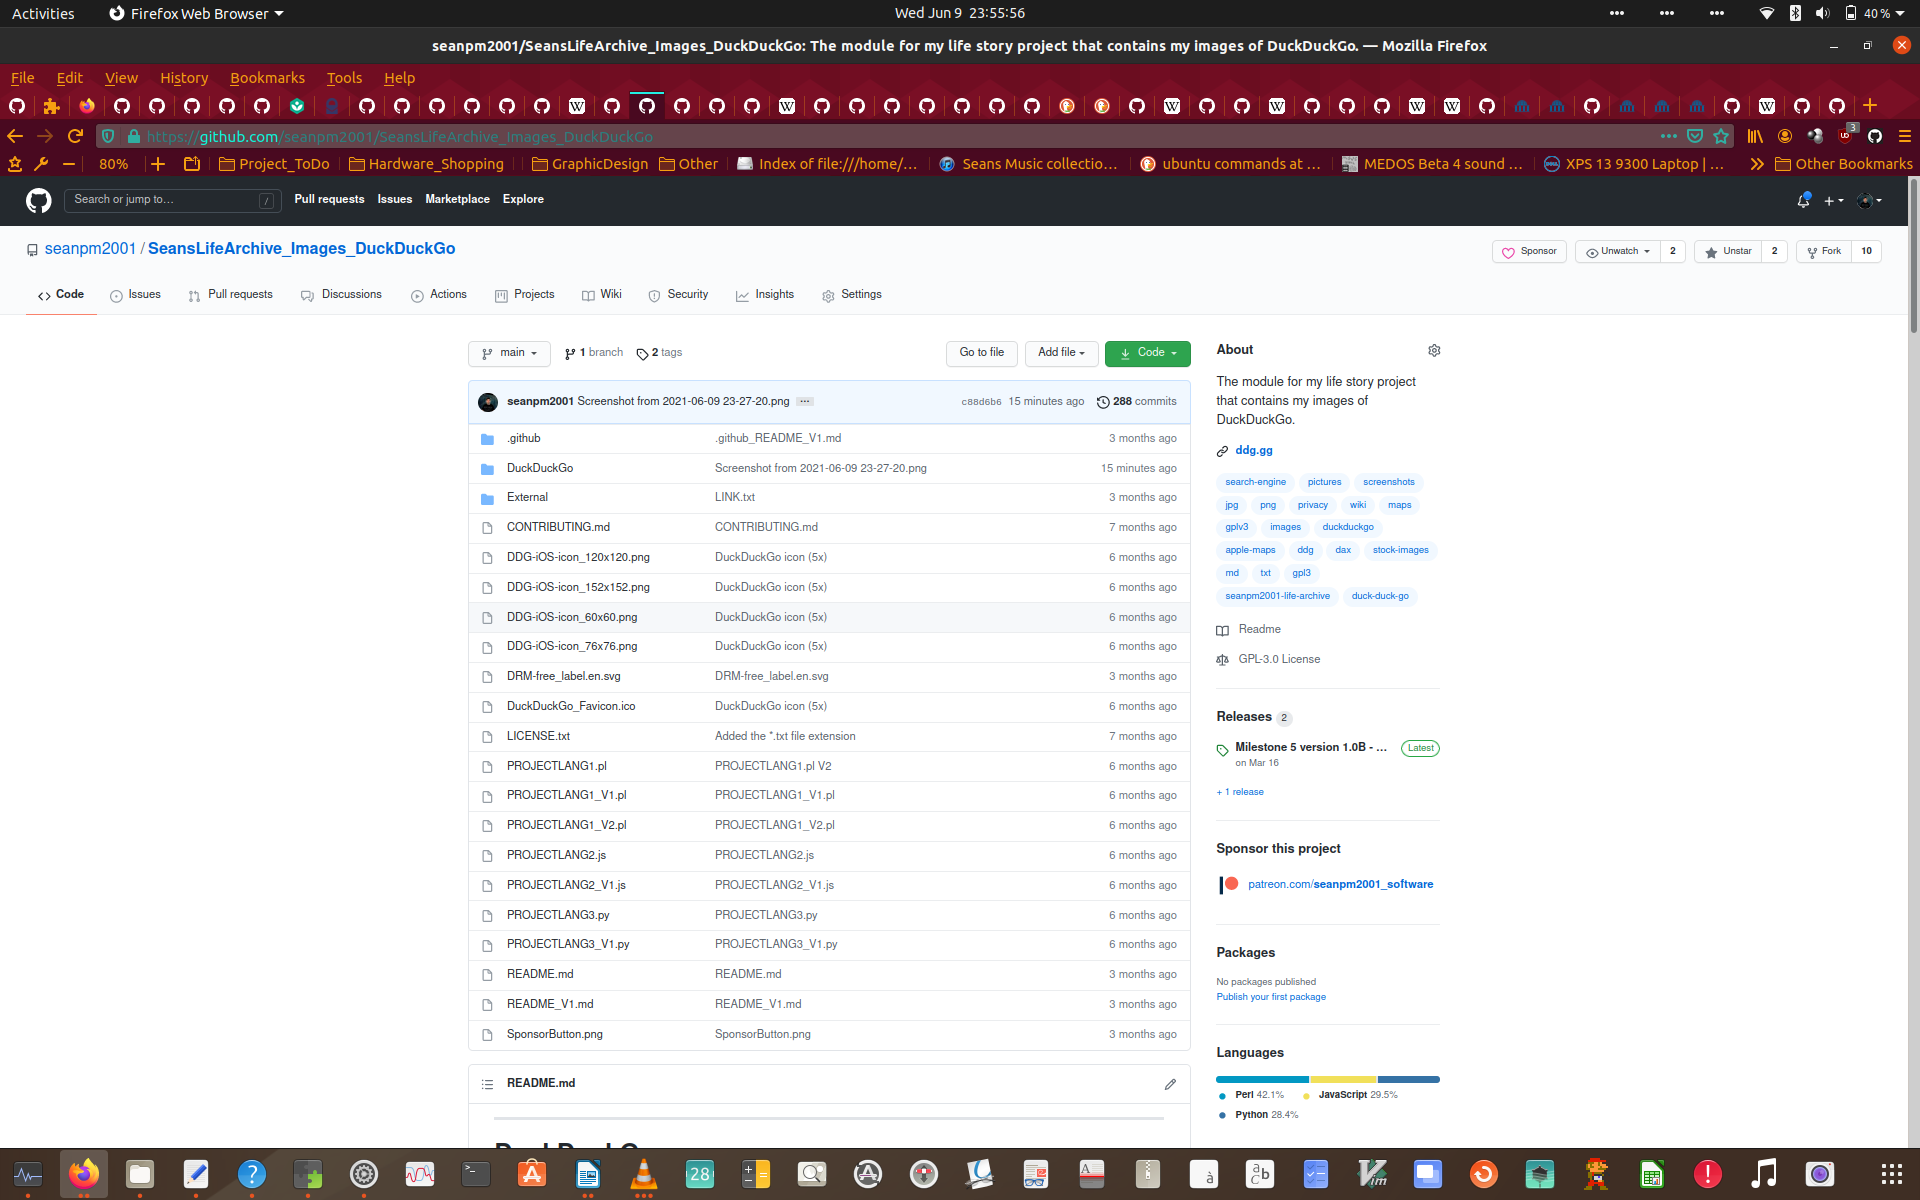 Activities Firefox Web Browser Wed Jun 9 23:55:56 40 %
seanpm2001/SeansLifeArchive_Images_DuckDuckGo: The module for my life story project that contains my images of DuckDuckGo. — Mozilla Firefox
File Edit View History Bookmarks Tools Help
https://github.com/seanpm2001/SeansLifeArchive_Images_DuckDuckGo 3
80% Project_ToDo Hardware_Shopping GraphicDesign Other Index of file:///home/... Seans Music collectio... ubuntu commands at ... MEDOS Beta 4 sound ... XPS 13 9300 Laptop | ... Other Bookmarks
Search or jump to... / Pull requests Issues Marketplace Explore
seanpm2001 / SeansLifeArchive_Images_DuckDuckGo
Sponsor Unwatch 2 Unstar 2 Fork 10
Code Issues Pull requests Discussions Actions Projects Wiki Security Insights Settings
main 1 branch 2 tags Go to file Add file Code
seanpm2001 Screenshot from 2021-06-09 23-27-20.png ... c88d6b6 15 minutes ago 288 commits
.github .github_README_V1.md 3 months ago
DuckDuckGo Screenshot from 2021-06-09 23-27-20.png 15 minutes ago
External LINK.txt 3 months ago
CONTRIBUTING.md CONTRIBUTING.md 7 months ago
DDG-iOS-icon_120x120.png DuckDuckGo icon (5x) 6 months ago
DDG-iOS-icon_152x152.png DuckDuckGo icon (5x) 6 months ago
DDG-iOS-icon_60x60.png DuckDuckGo icon (5x) 6 months ago
DDG-iOS-icon_76x76.png DuckDuckGo icon (5x) 6 months ago
DRM-free_label.en.svg DRM-free_label.en.svg 3 months ago
DuckDuckGo_Favicon.ico DuckDuckGo icon (5x) 6 months ago
LICENSE.txt Added the *.txt file extension 7 months ago
PROJECTLANG1.pl PROJECTLANG1.pl V2 6 months ago
PROJECTLANG1_V1.pl PROJECTLANG1_V1.pl 6 months ago
PROJECTLANG1_V2.pl PROJECTLANG1_V2.pl 6 months ago
PROJECTLANG2.js PROJECTLANG2.js 6 months ago
PROJECTLANG2_V1.js PROJECTLANG2_V1.js 6 months ago
PROJECTLANG3.py PROJECTLANG3.py 6 months ago
PROJECTLANG3_V1.py PROJECTLANG3_V1.py 6 months ago
README.md README.md 3 months ago
README_V1.md README_V1.md 3 months ago
SponsorButton.png SponsorButton.png 3 months ago
README.md
About
The module for my life story project
that contains my images of
DuckDuckGo.
ddg.gg
search-engine pictures screenshots
jpg png privacy wiki maps
gplv3 images duckduckgo
apple-maps ddg dax stock-images
md txt gpl3
seanpm2001-life-archive duck-duck-go
Readme
GPL-3.0 License
Releases 2
Milestone 5 version 1.0B - ... Latest
on Mar 16
+ 1 release
Sponsor this project
patreon.com/seanpm2001_software
Packages
No packages published
Publish your first package
Languages
Perl 42.1% JavaScript 29.5%
Python 28.4%
28